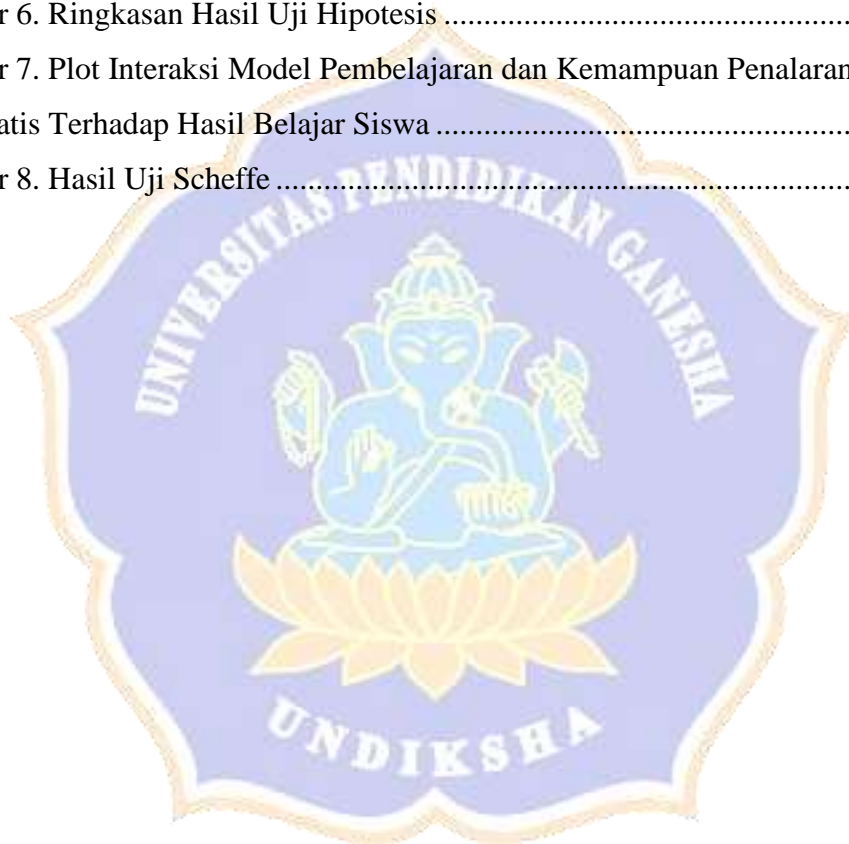 r 6. Ringkasan Hasil Uji Hipotesis ....................................................
r 7. Plot Interaksi Model Pembelajaran dan Kemampuan Penalaran
atis Terhadap Hasil Belajar Siswa .....................................................
r 8. Hasil Uji Scheffe .........................................................................
UNIVERSITAS PENDIDIKAN GANESHA
UNDIKSHA